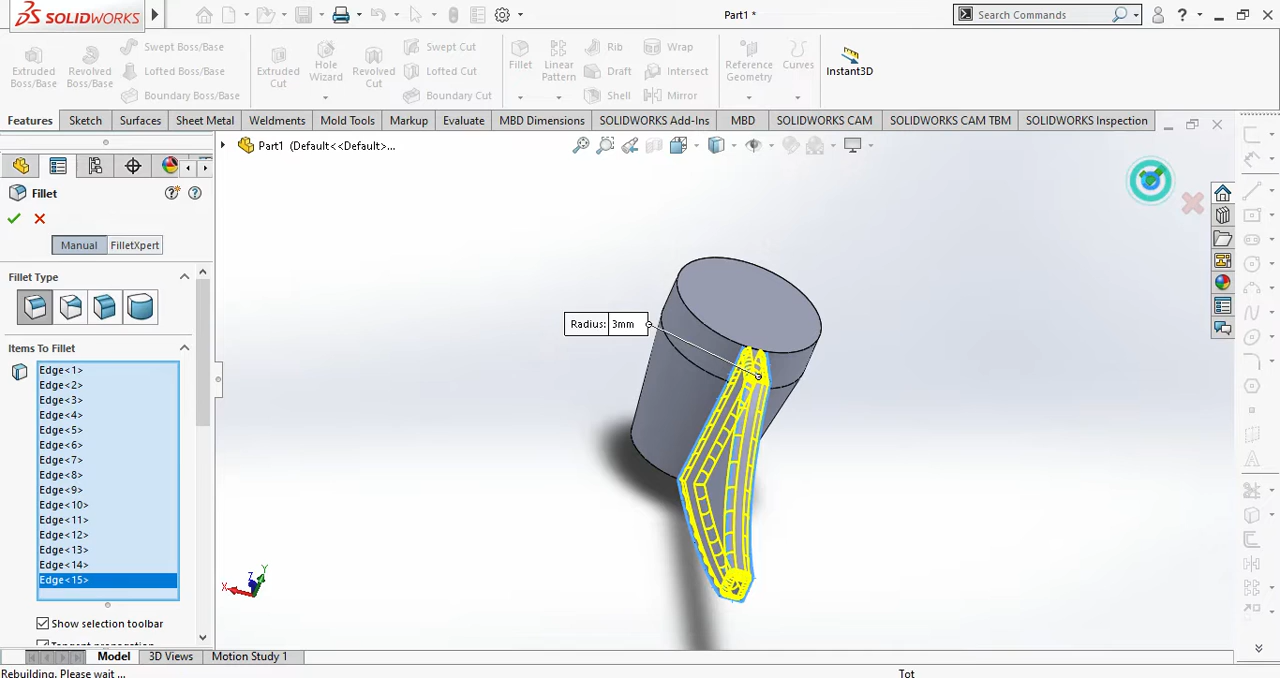 SOLIDWORKS
Part1 *
Search Commands
?
Extruded Boss/Base
Revolved Boss/Base
Swept Boss/Base
Lofted Boss/Base
Boundary Boss/Base
Extruded Cut
Hole Wizard
Revolved Cut
Swept Cut
Lofted Cut
Boundary Cut
Fillet
Linear Pattern
Rib
Draft
Shell
Wrap
Intersect
Mirror
Reference Geometry
Curves
Instant3D
Features
Sketch
Surfaces
Sheet Metal
Weldments
Mold Tools
Markup
Evaluate
MBD Dimensions
SOLIDWORKS Add-Ins
MBD
SOLIDWORKS CAM
SOLIDWORKS CAM TBM
SOLIDWORKS Inspection
Part1 (Default<<Default>...
Fillet
Manual
FilletXpert
Fillet Type
Items To Fillet
Edge<1>
Edge<2>
Edge<3>
Edge<4>
Edge<5>
Edge<6>
Edge<7>
Edge<8>
Edge<9>
Edge<10>
Edge<11>
Edge<12>
Edge<13>
Edge<14>
Edge<15>
Show selection toolbar
Tangent propagation
Radius: 3mm
X
Y
Z
Model
3D Views
Motion Study 1
Rebuilding. Please wait ...
Tot